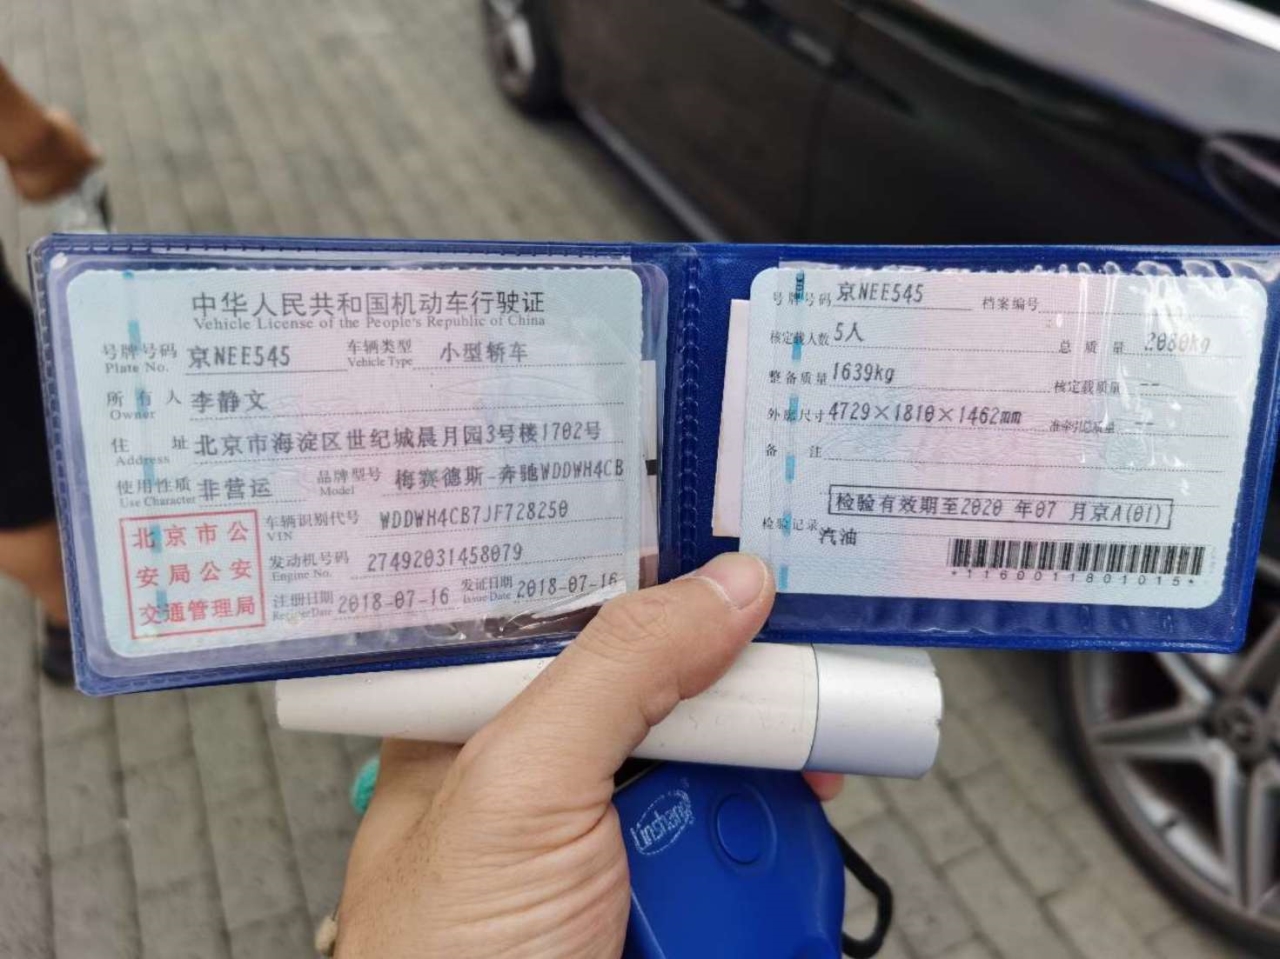 中华人民共和国机动车行驶证
Vehicle License of the People's Republic of China
号牌号码 京NEE545 车辆类型 小型轿车
Plate No. Vehicle Type
所有人 李静文
Owner
住址 北京市海淀区世纪城晨月园3号楼1702号
Address
使用性质 非营运 品牌型号 梅赛德斯-奔驰WDDWH4CB
Use Character Model
北京市公
安局公安
交通管理局
车辆识别代号 WDDWH4CB7JF728250
VIN
发动机号码 27492031458079
Engine No.
注册日期 2018-07-16 发证日期 2018-07-16
Register Date Issue Date
号牌号码 京NEE545 档案编号
核定载人数 5人 总质量 2080kg
整备质量 1639kg 核定载质量 --
外廓尺寸 4729×1810×1462mm 准牵引总质量 --
备注
检验有效期至2020 年07 月京A(01)
检验记录
汽油
*1160011801015*
Linshang